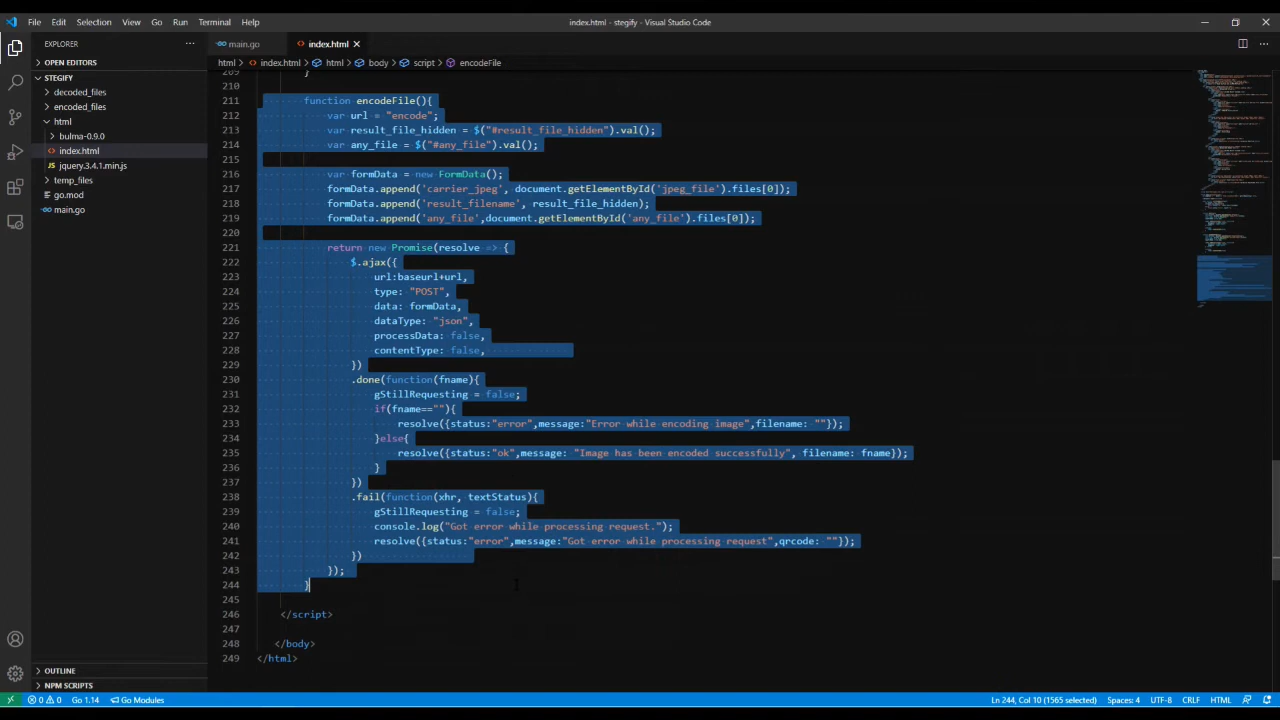 File Edit Selection View Go Run Terminal Help
index.html - stegify - Visual Studio Code
EXPLORER
main.go
index.html
OPEN EDITORS
html > index.html > html > body > script > encodeFile
STEGIFY
decoded_files
encoded_files
html
bulma-0.9.0
index.html
jquery.3.4.1.min.js
temp_files
go.mod
main.go
209 }
210
211 function encodeFile(){
212 var url = "encode";
213 var result_file_hidden = $("#result_file_hidden").val();
214 var any_file = $("#any_file").val();
215
216 var formData = new FormData();
217 formData.append('carrier_jpeg', document.getElementById('jpeg_file').files[0]);
218 formData.append('result_filename', result_file_hidden);
219 formData.append('any_file',document.getElementById('any_file').files[0]);
220
221 return new Promise(resolve => {
222 $.ajax({
223 url:baseurl+url,
224 type: "POST",
225 data: formData,
226 dataType: "json",
227 processData: false,
228 contentType: false,
229 })
230 .done(function(fname){
231 gStillRequesting = false;
232 if(fname==""){
233 resolve({status:"error",message:"Error while encoding image",filename: ""});
234 }else{
235 resolve({status:"ok",message: "Image has been encoded successfully", filename: fname});
236 }
237 })
238 .fail(function(xhr, textStatus){
239 gStillRequesting = false;
240 console.log("Got error while processing request.");
241 resolve({status:"error",message:"Got error while processing request",qrcode: ""});
242 })
243 });
244 }
245
246 </script>
247
248 </body>
249 </html>
OUTLINE
NPM SCRIPTS
0 0 Go 1.14 Go Modules
Ln 244, Col 10 (1565 selected) Spaces: 4 UTF-8 CRLF HTML